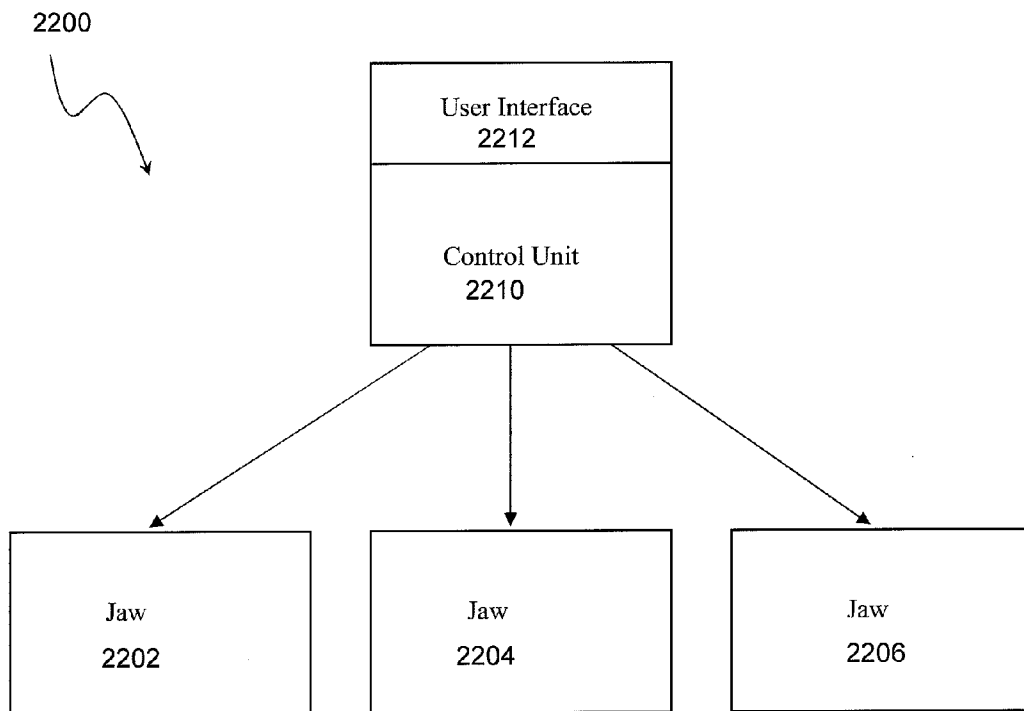 2200
User Interface
2212
Control Unit
2210
Jaw
2202
Jaw
2204
Jaw
2206